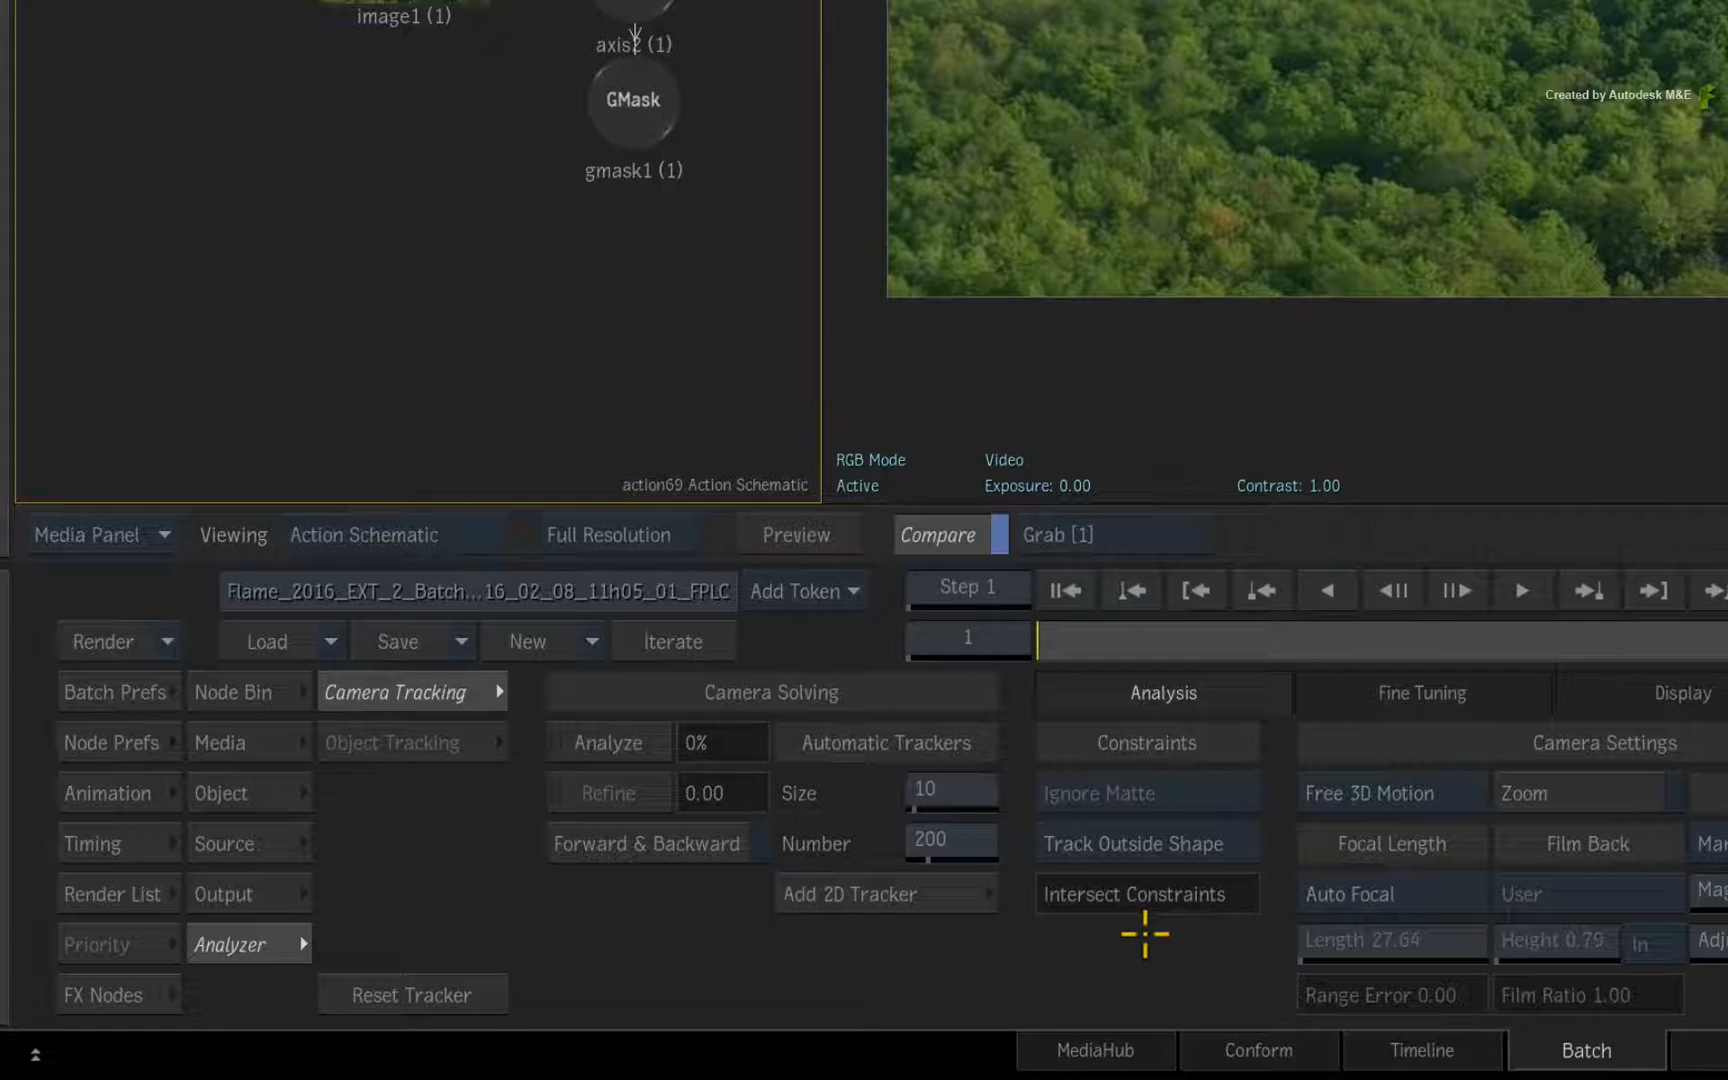 image1 (1)
axis2 (1)
GMask
gmask1 (1)
Created by Autodesk M&E
RGB Mode
Video
action69 Action Schematic
Active
Exposure: 0.00
Contrast: 1.00
Media Panel
Viewing
Action Schematic
Full Resolution
Preview
Compare
Grab [1]
Flame_2016_EXT_2_Batch...16_02_08_11h05_01_FPLC
Add Token
Step 1
Render
Load
Save
New
Iterate
1
Batch Prefs
Node Bin
Camera Tracking
Camera Solving
Analysis
Fine Tuning
Display
Node Prefs
Media
Object Tracking
Analyze
0%
Automatic Trackers
Constraints
Camera Settings
Animation
Object
Refine
0.00
Size
10
Ignore Matte
Free 3D Motion
Zoom
Timing
Source
Forward & Backward
Number
200
Track Outside Shape
Focal Length
Film Back
Mar
Render List
Output
Add 2D Tracker
Intersect Constraints
Auto Focal
User
Mag
Priority
Analyzer
Length 27.64
Height 0.79
In
Adj
FX Nodes
Reset Tracker
Range Error 0.00
Film Ratio 1.00
MediaHub
Conform
Timeline
Batch